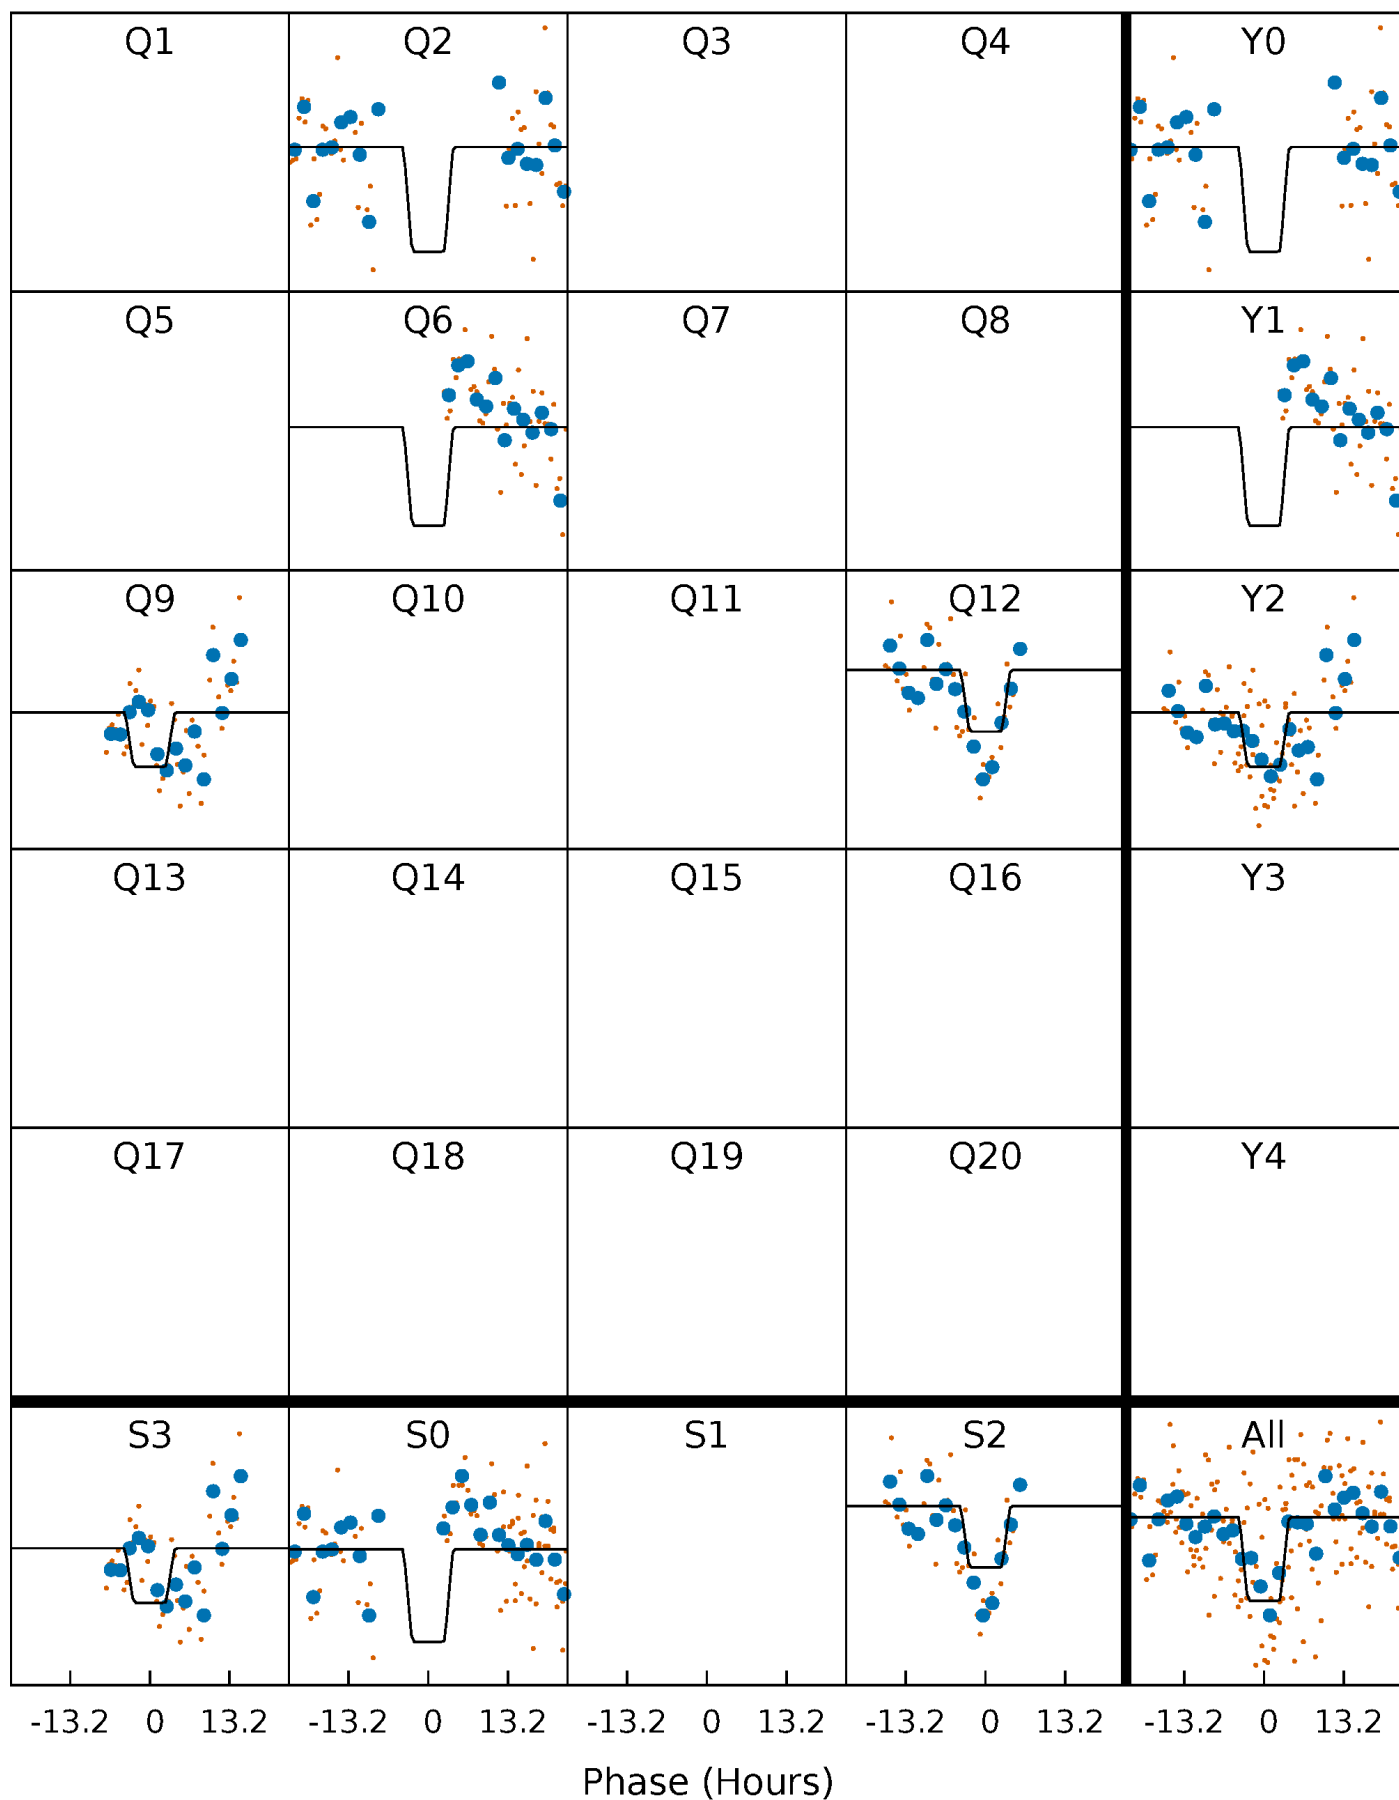 Q1 Q2 Q3 Q4 Y0
Q5 Q6 Q7 Q8 Y1
Q9 Q10 Q11 Q12 Y2
Q13 Q14 Q15 Q16 Y3
Q17 Q18 Q19 Q20 Y4
S3 S0 S1 S2 All
-13.2 0 13.2 -13.2 0 13.2 -13.2 0 13.2 -13.2 0 13.2 -13.2 0 13.2
Phase (Hours)